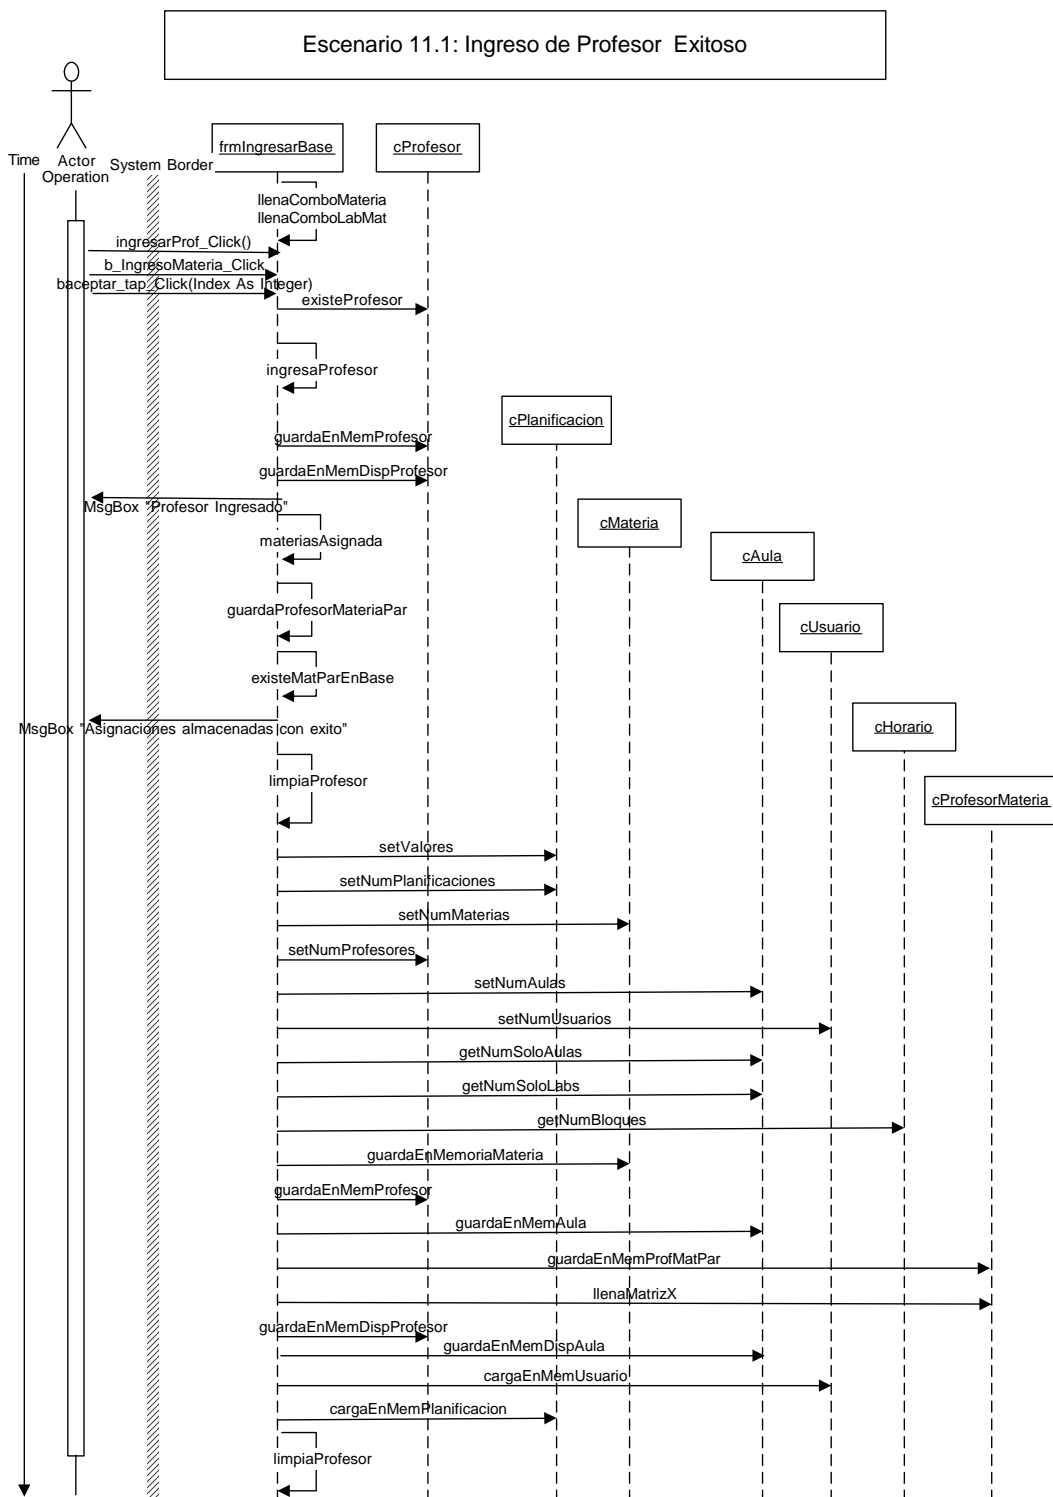 Escenario 11.1: Ingreso de Profesor  Exitoso
Time
Actor
Operation
System Border
frmIngresarBase
cProfesor
llenaComboMateria
llenaComboLabMat
ingresarProf_Click()
b_IngresoMateria_Click
baceptar_tap_Click(Index As Integer)
existeProfesor
ingresaProfesor
cPlanificacion
guardaEnMemProfesor
guardaEnMemDispProfesor
MsgBox "Profesor Ingresado"
cMateria
materiasAsignada
cAula
guardaProfesorMateriaPar
cUsuario
existeMatParEnBase
MsgBox "Asignaciones almacenadas con exito"
cHorario
limpiaProfesor
cProfesorMateria
setValores
setNumPlanificaciones
setNumMaterias
setNumProfesores
setNumAulas
setNumUsuarios
getNumSoloAulas
getNumSoloLabs
getNumBloques
guardaEnMemoriaMateria
guardaEnMemProfesor
guardaEnMemAula
guardaEnMemProfMatPar
llenaMatrizX
guardaEnMemDispProfesor
guardaEnMemDispAula
cargaEnMemUsuario
cargaEnMemPlanificacion
limpiaProfesor